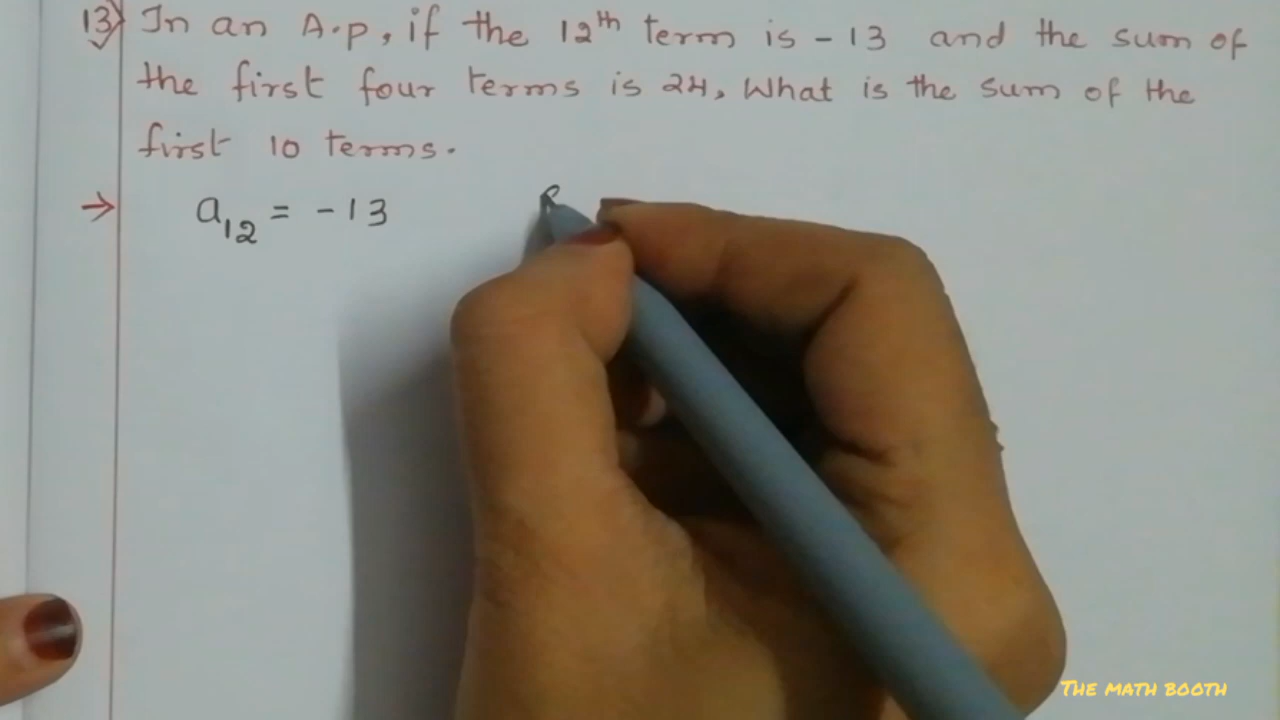 13) In an A.p, if the 12th term is -13 and the sum of
the first four terms is 24, What is the sum of the
first 10 terms.
→ a12 = -13
THE MATH BOOTH